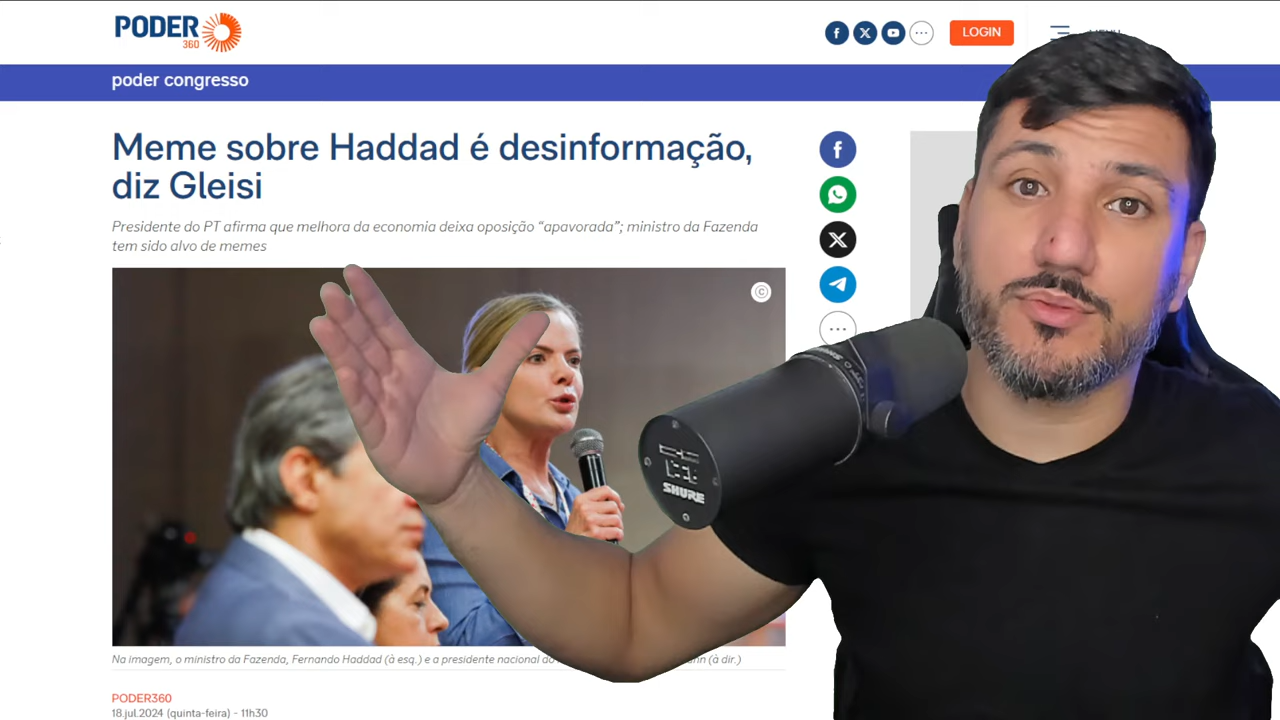 PODER
360
LOGIN
poder congresso
Meme sobre Haddad é desinformação,
diz Gleisi
Presidente do PT afirma que melhora da economia deixa oposição “apavorada”; ministro da Fazenda
tem sido alvo de memes
©
SHURE
Na imagem, o ministro da Fazenda, Fernando Haddad (à esq.) e a presidente nacional do (à dir.)
PODER360
18.jul.2024 (quinta-feira) - 11h30